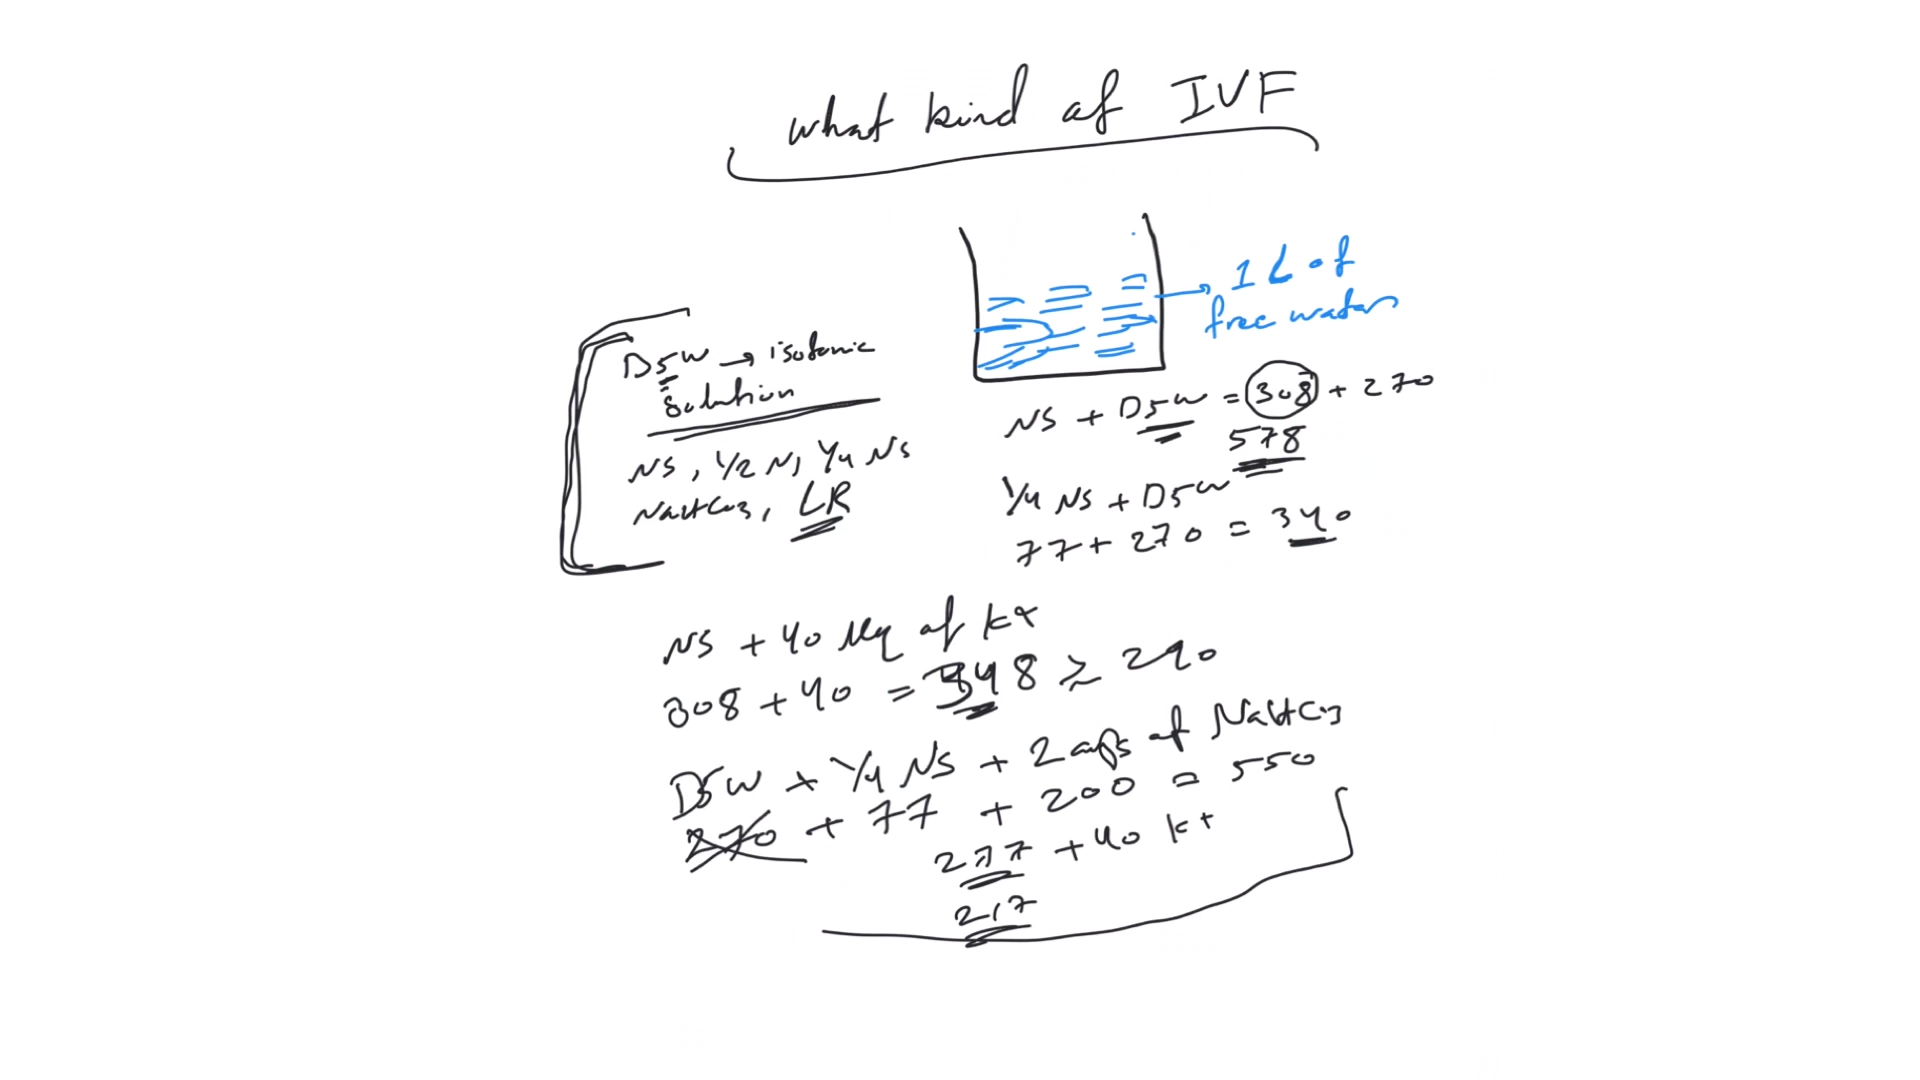 what kind of IVF
1 L of
free water
D5W → isotonic
solution
NS, 1/2 N, 1/4 NS
NaHCO3, LR
NS + D5W = 308 + 270
578
1/4 NS + D5W
77 + 270 = 340
NS + 40 Meq of K+
308 + 40 = 348 ≥ 290
D5W + 1/4 NS + 2 amps of NaHCO3
270 + 77 + 200 = 550
277 + 40 K+
217